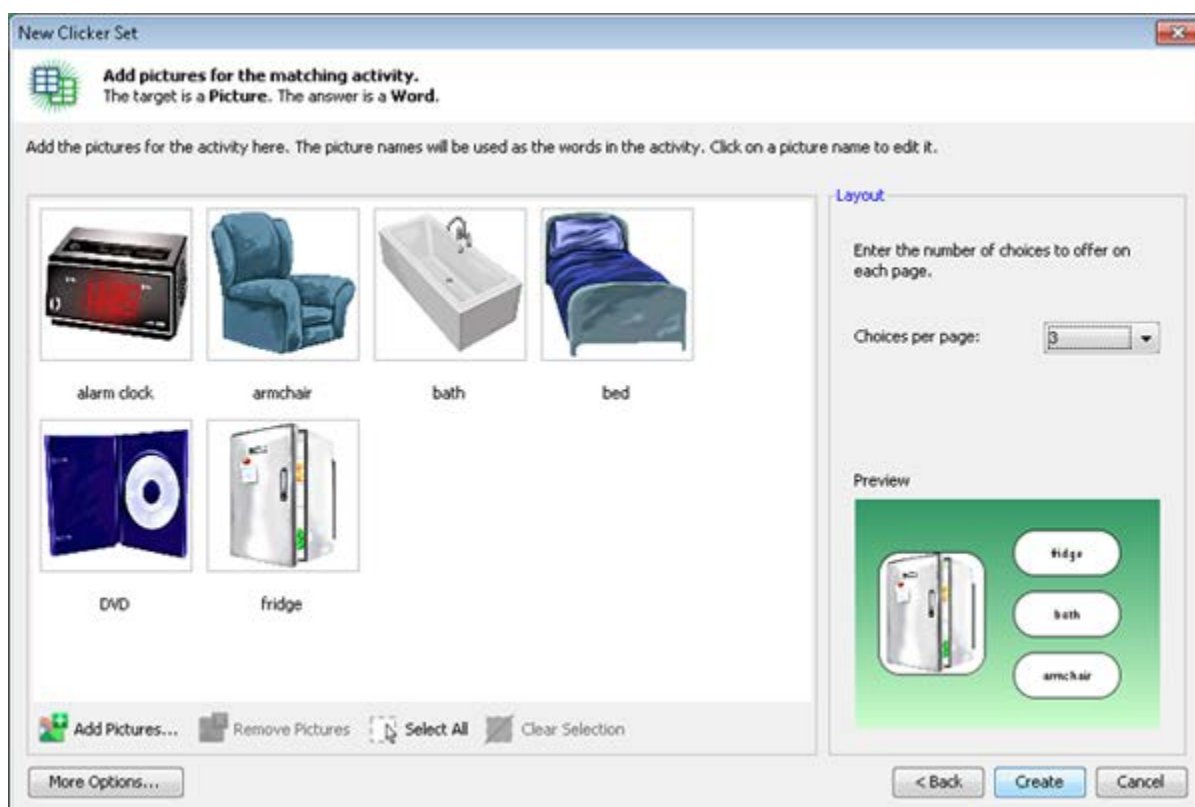 New Clicker Set
Add pictures for the matching activity.
The target is a Picture. The answer is a Word.
Add the pictures for the activity here. The picture names will be used as the words in the activity. Click on a picture name to edit it.
alarm clock
armchair
bath
bed
DVD
fridge
Add Pictures...
Remove Pictures
Select All
Clear Selection
Layout
Enter the number of choices to offer on
each page.
Choices per page:
3
Preview
fridge
bath
armchair
More Options...
< Back
Create
Cancel